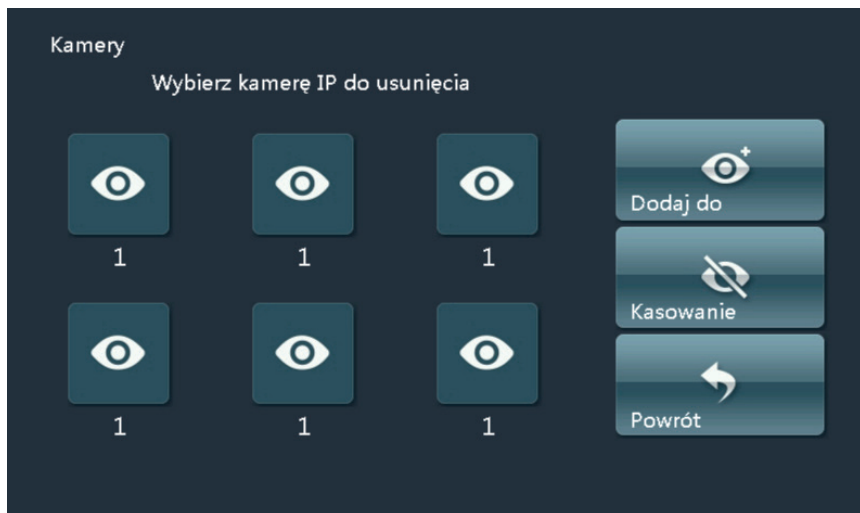 Kamery
Wybierz kamerę IP do usunięcia
1 1 1
1 1 1
Dodaj do
Kasowanie
Powrót